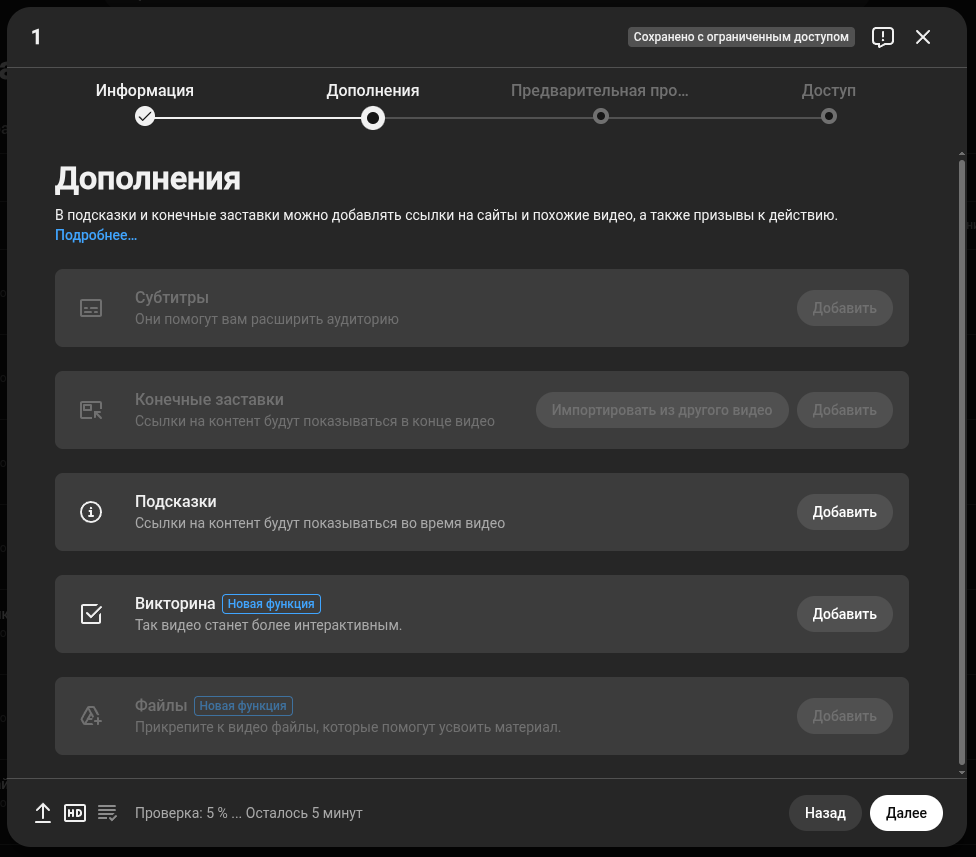 1
Сохранено с ограниченным доступом
Информация
Дополнения
Предварительная про…
Доступ
Дополнения
В подсказки и конечные заставки можно добавлять ссылки на сайты и похожие видео, а также призывы к действию.
Подробнее…
Субтитры
Они помогут вам расширить аудиторию
Добавить
Конечные заставки
Ссылки на контент будут показываться в конце видео
Импортировать из другого видео
Добавить
Подсказки
Ссылки на контент будут показываться во время видео
Добавить
Викторина
Новая функция
Так видео станет более интерактивным.
Добавить
Файлы
Новая функция
Прикрепите к видео файлы, которые помогут усвоить материал.
Добавить
HD
Проверка: 5 % ... Осталось 5 минут
Назад
Далее